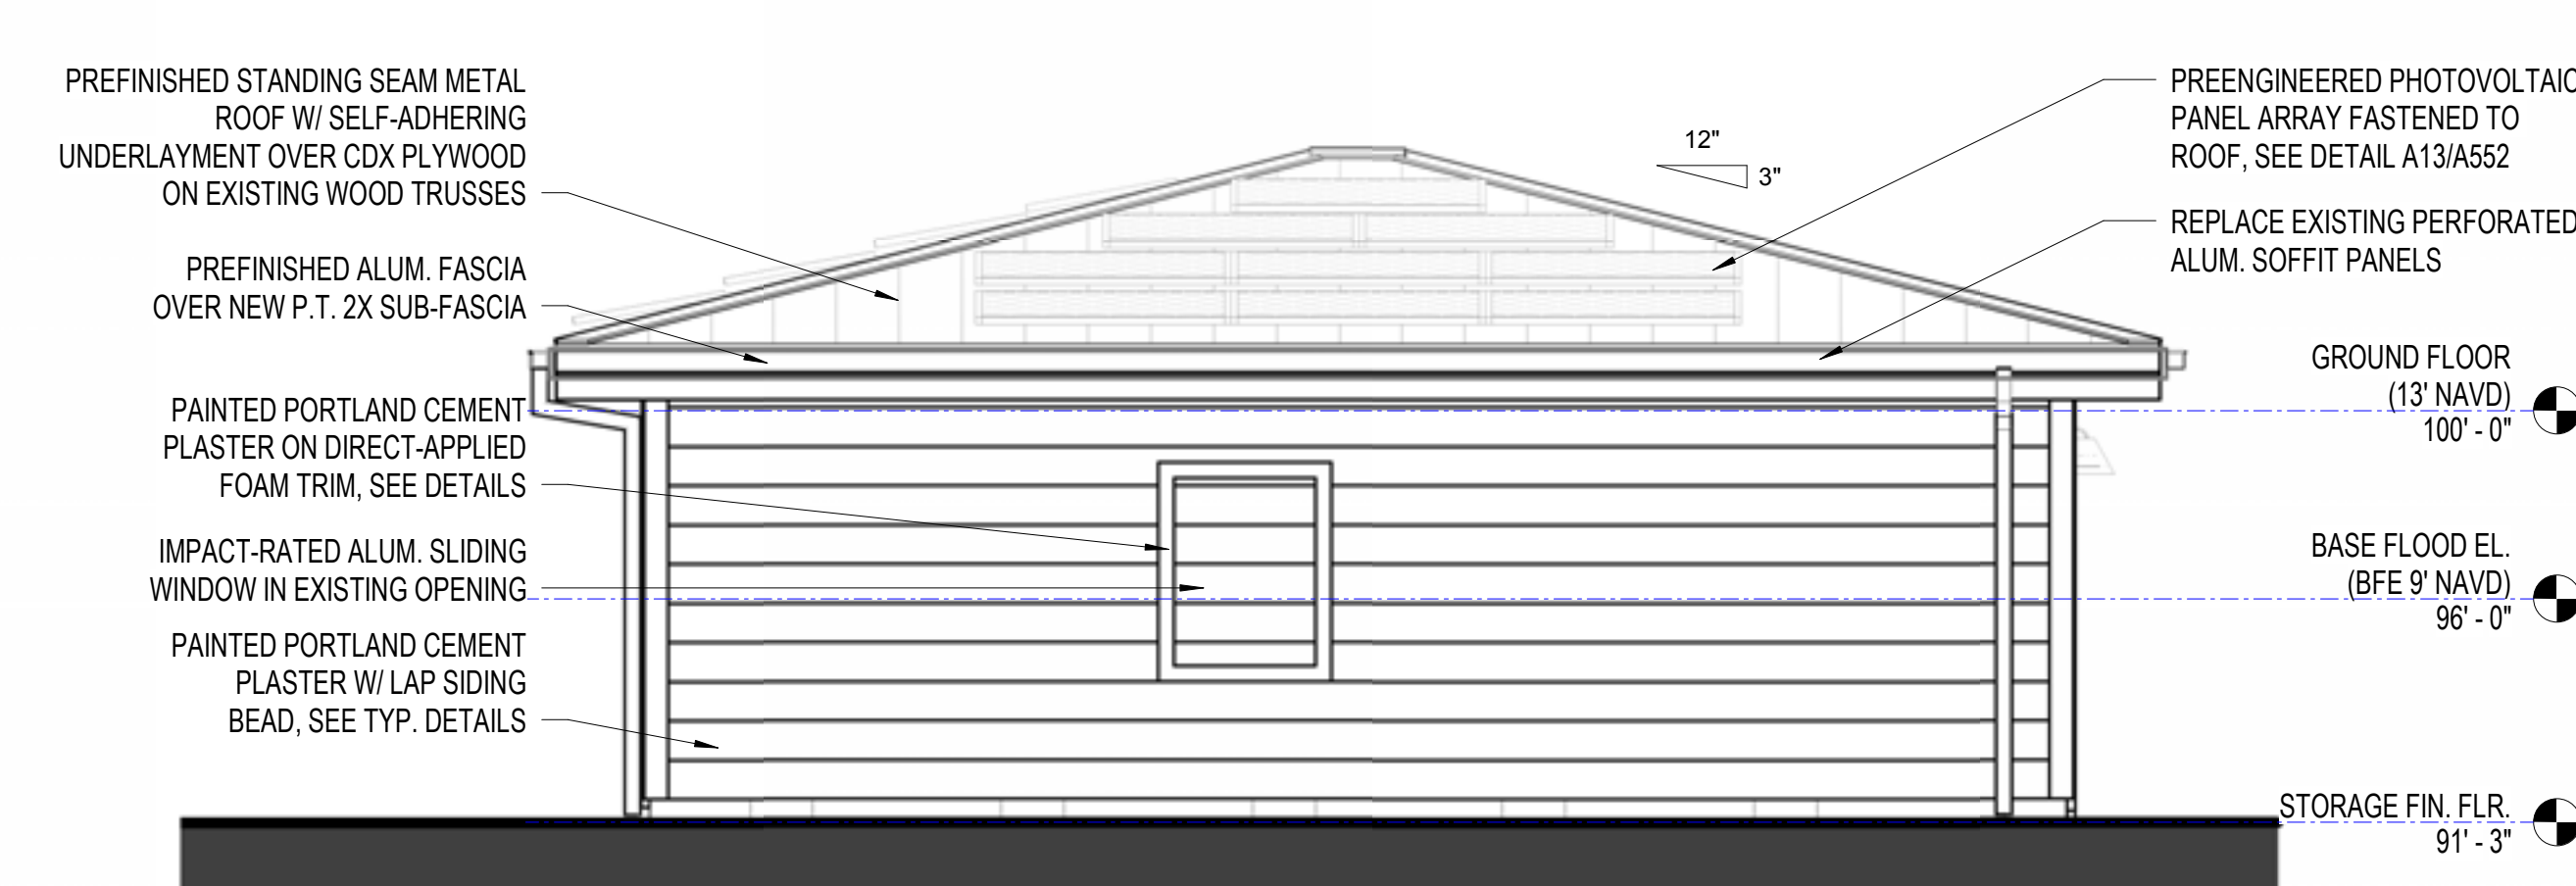 PREFINISHED STANDING SEAM METAL
ROOF W/ SELF-ADHERING
UNDERLAYMENT OVER CDX PLYWOOD
ON EXISTING WOOD TRUSSES
PREFINISHED ALUM. FASCIA
OVER NEW P.T. 2X SUB-FASCIA
PAINTED PORTLAND CEMENT
PLASTER ON DIRECT-APPLIED
FOAM TRIM, SEE DETAILS
IMPACT-RATED ALUM. SLIDING
WINDOW IN EXISTING OPENING
PAINTED PORTLAND CEMENT
PLASTER W/ LAP SIDING
BEAD, SEE TYP. DETAILS
12"
3"
PREENGINEERED PHOTOVOLTAIC
PANEL ARRAY FASTENED TO
ROOF, SEE DETAIL A13/A552
REPLACE EXISTING PERFORATED
ALUM. SOFFIT PANELS
GROUND FLOOR
(13' NAVD)
100' - 0"
BASE FLOOD EL.
(BFE 9' NAVD)
96' - 0"
STORAGE FIN. FLR.
91' - 3"